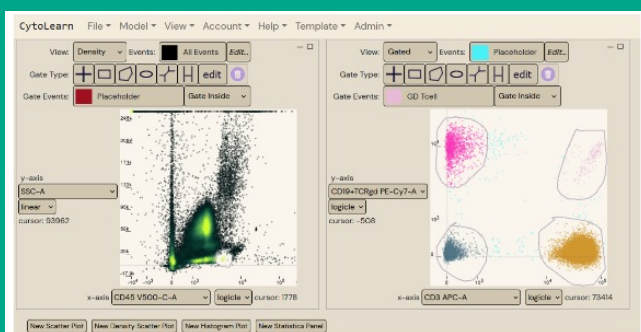 CytoLearn File Model View Account Help Template Admin
View: Density Events: All Events Edit...
Gate Type: edit
Gate Events: Placeholder Gate Inside
y-axis
SSC-A
linear
cursor: 93962
x-axis CD45 V500-C-A logicle cursor: 1778
View: Gated Events: Placeholder Edit...
Gate Type: edit
Gate Events: GD Tcell Gate Inside
y-axis
CD19+TCRgd PE-Cy7-A
logicle
cursor: -508
x-axis CD3 APC-A logicle cursor: 73414
New Scatter Plot New Density Scatter Plot New Histogram Plot New Statistics Panel